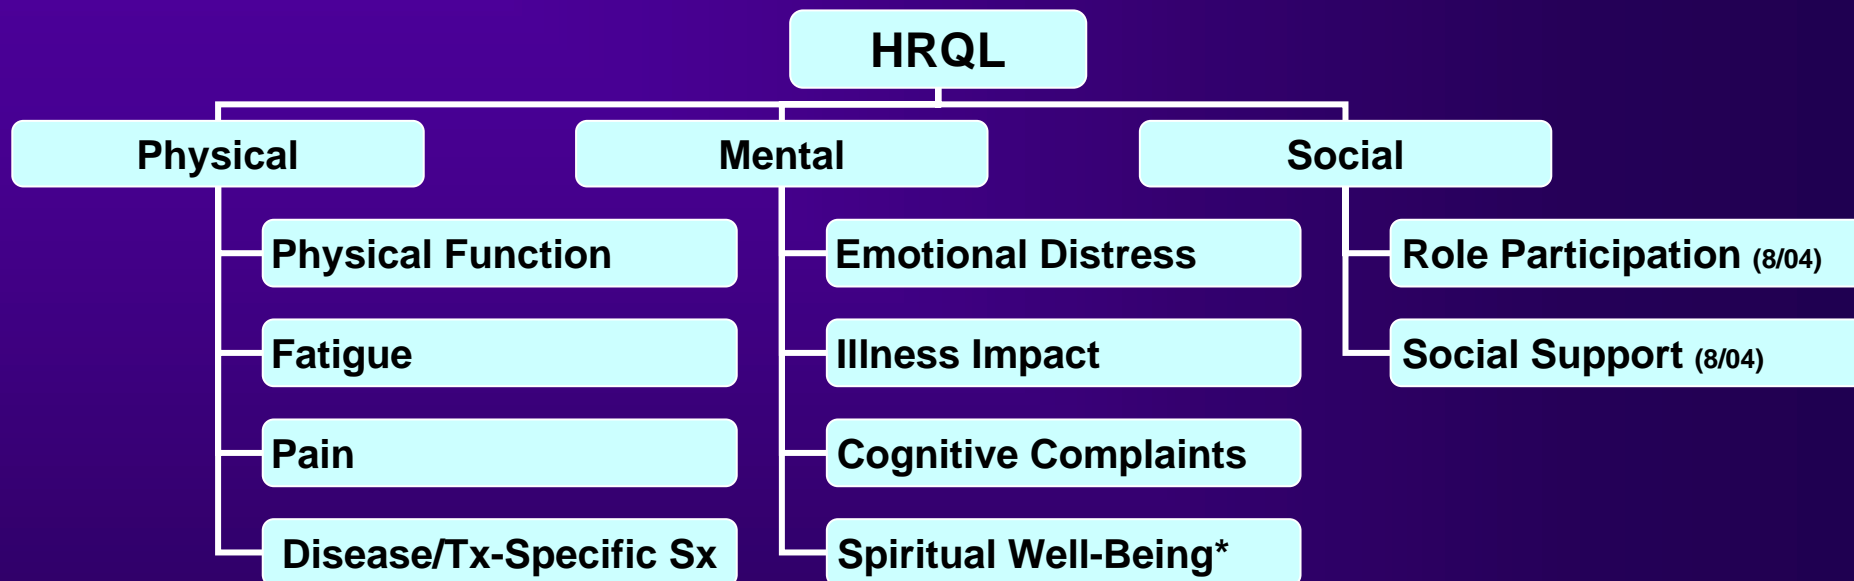 HRQL
Physical
Mental
Social
Physical Function
Emotional Distress
Role Participation (8/04)
Fatigue
Illness Impact
Social Support (8/04)
Pain
Cognitive Complaints
Disease/Tx-Specific Sx
Spiritual Well-Being*